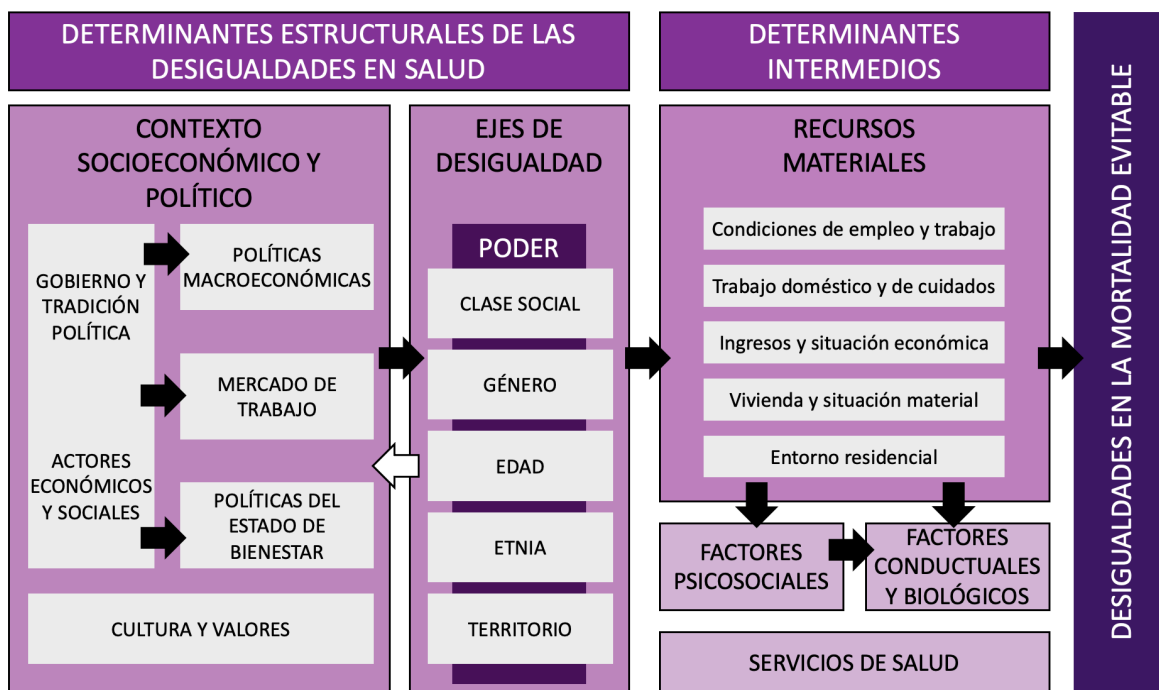 DETERMINANTES ESTRUCTURALES DE LAS
DESIGUALDADES EN SALUD
DETERMINANTES
INTERMEDIOS
CONTEXTO
SOCIOECONÓMICO Y
POLÍTICO
GOBIERNO Y
TRADICIÓN
POLÍTICA
ACTORES
ECONÓMICOS
Y SOCIALES
POLÍTICAS
MACROECONÓMICAS
MERCADO DE
TRABAJO
POLÍTICAS DEL
ESTADO DE
BIENESTAR
CULTURA Y VALORES
EJES DE
DESIGUALDAD
PODER
CLASE SOCIAL
GÉNERO
EDAD
ETNIA
TERRITORIO
RECURSOS
MATERIALES
Condiciones de empleo y trabajo
Trabajo doméstico y de cuidados
Ingresos y situación económica
Vivienda y situación material
Entorno residencial
FACTORES
PSICOSOCIALES
FACTORES
CONDUCTUALES
Y BIOLÓGICOS
SERVICIOS DE SALUD
DESIGUALDADES EN LA MORTALIDAD EVITABLE